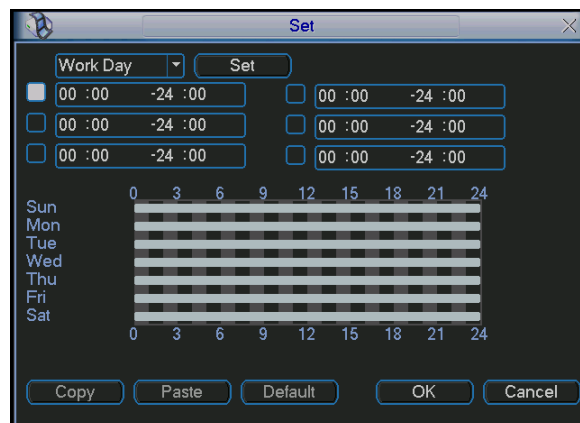 Set
Work Day Set
00 :00 -24 :00 00 :00 -24 :00
00 :00 -24 :00 00 :00 -24 :00
00 :00 -24 :00 00 :00 -24 :00
0 3 6 9 12 15 18 21 24
Sun
Mon
Tue
Wed
Thu
Fri
Sat
0 3 6 9 12 15 18 21 24
Copy Paste Default OK Cancel